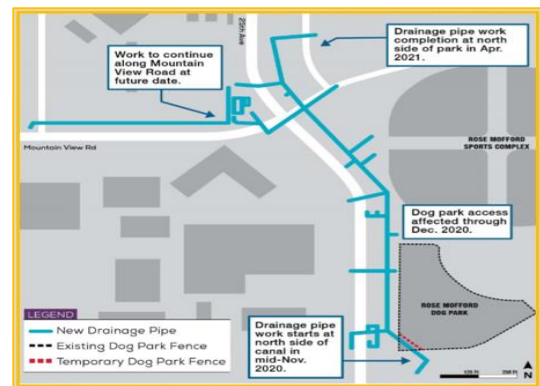 25th Ave
Drainage pipe work
completion at north
side of park in Apr.
2021.
Work to continue
along Mountain
View Road at
future date.
Mountain View Rd
ROSE MOFFORD
SPORTS COMPLEX
Dog park access
affected through
Dec. 2020.
ROSE MOFFORD
DOG PARK
LEGEND
New Drainage Pipe
Existing Dog Park Fence
Temporary Dog Park Fence
Drainage pipe
work starts at
north side of
canal in
mid-Nov.
2020.
N